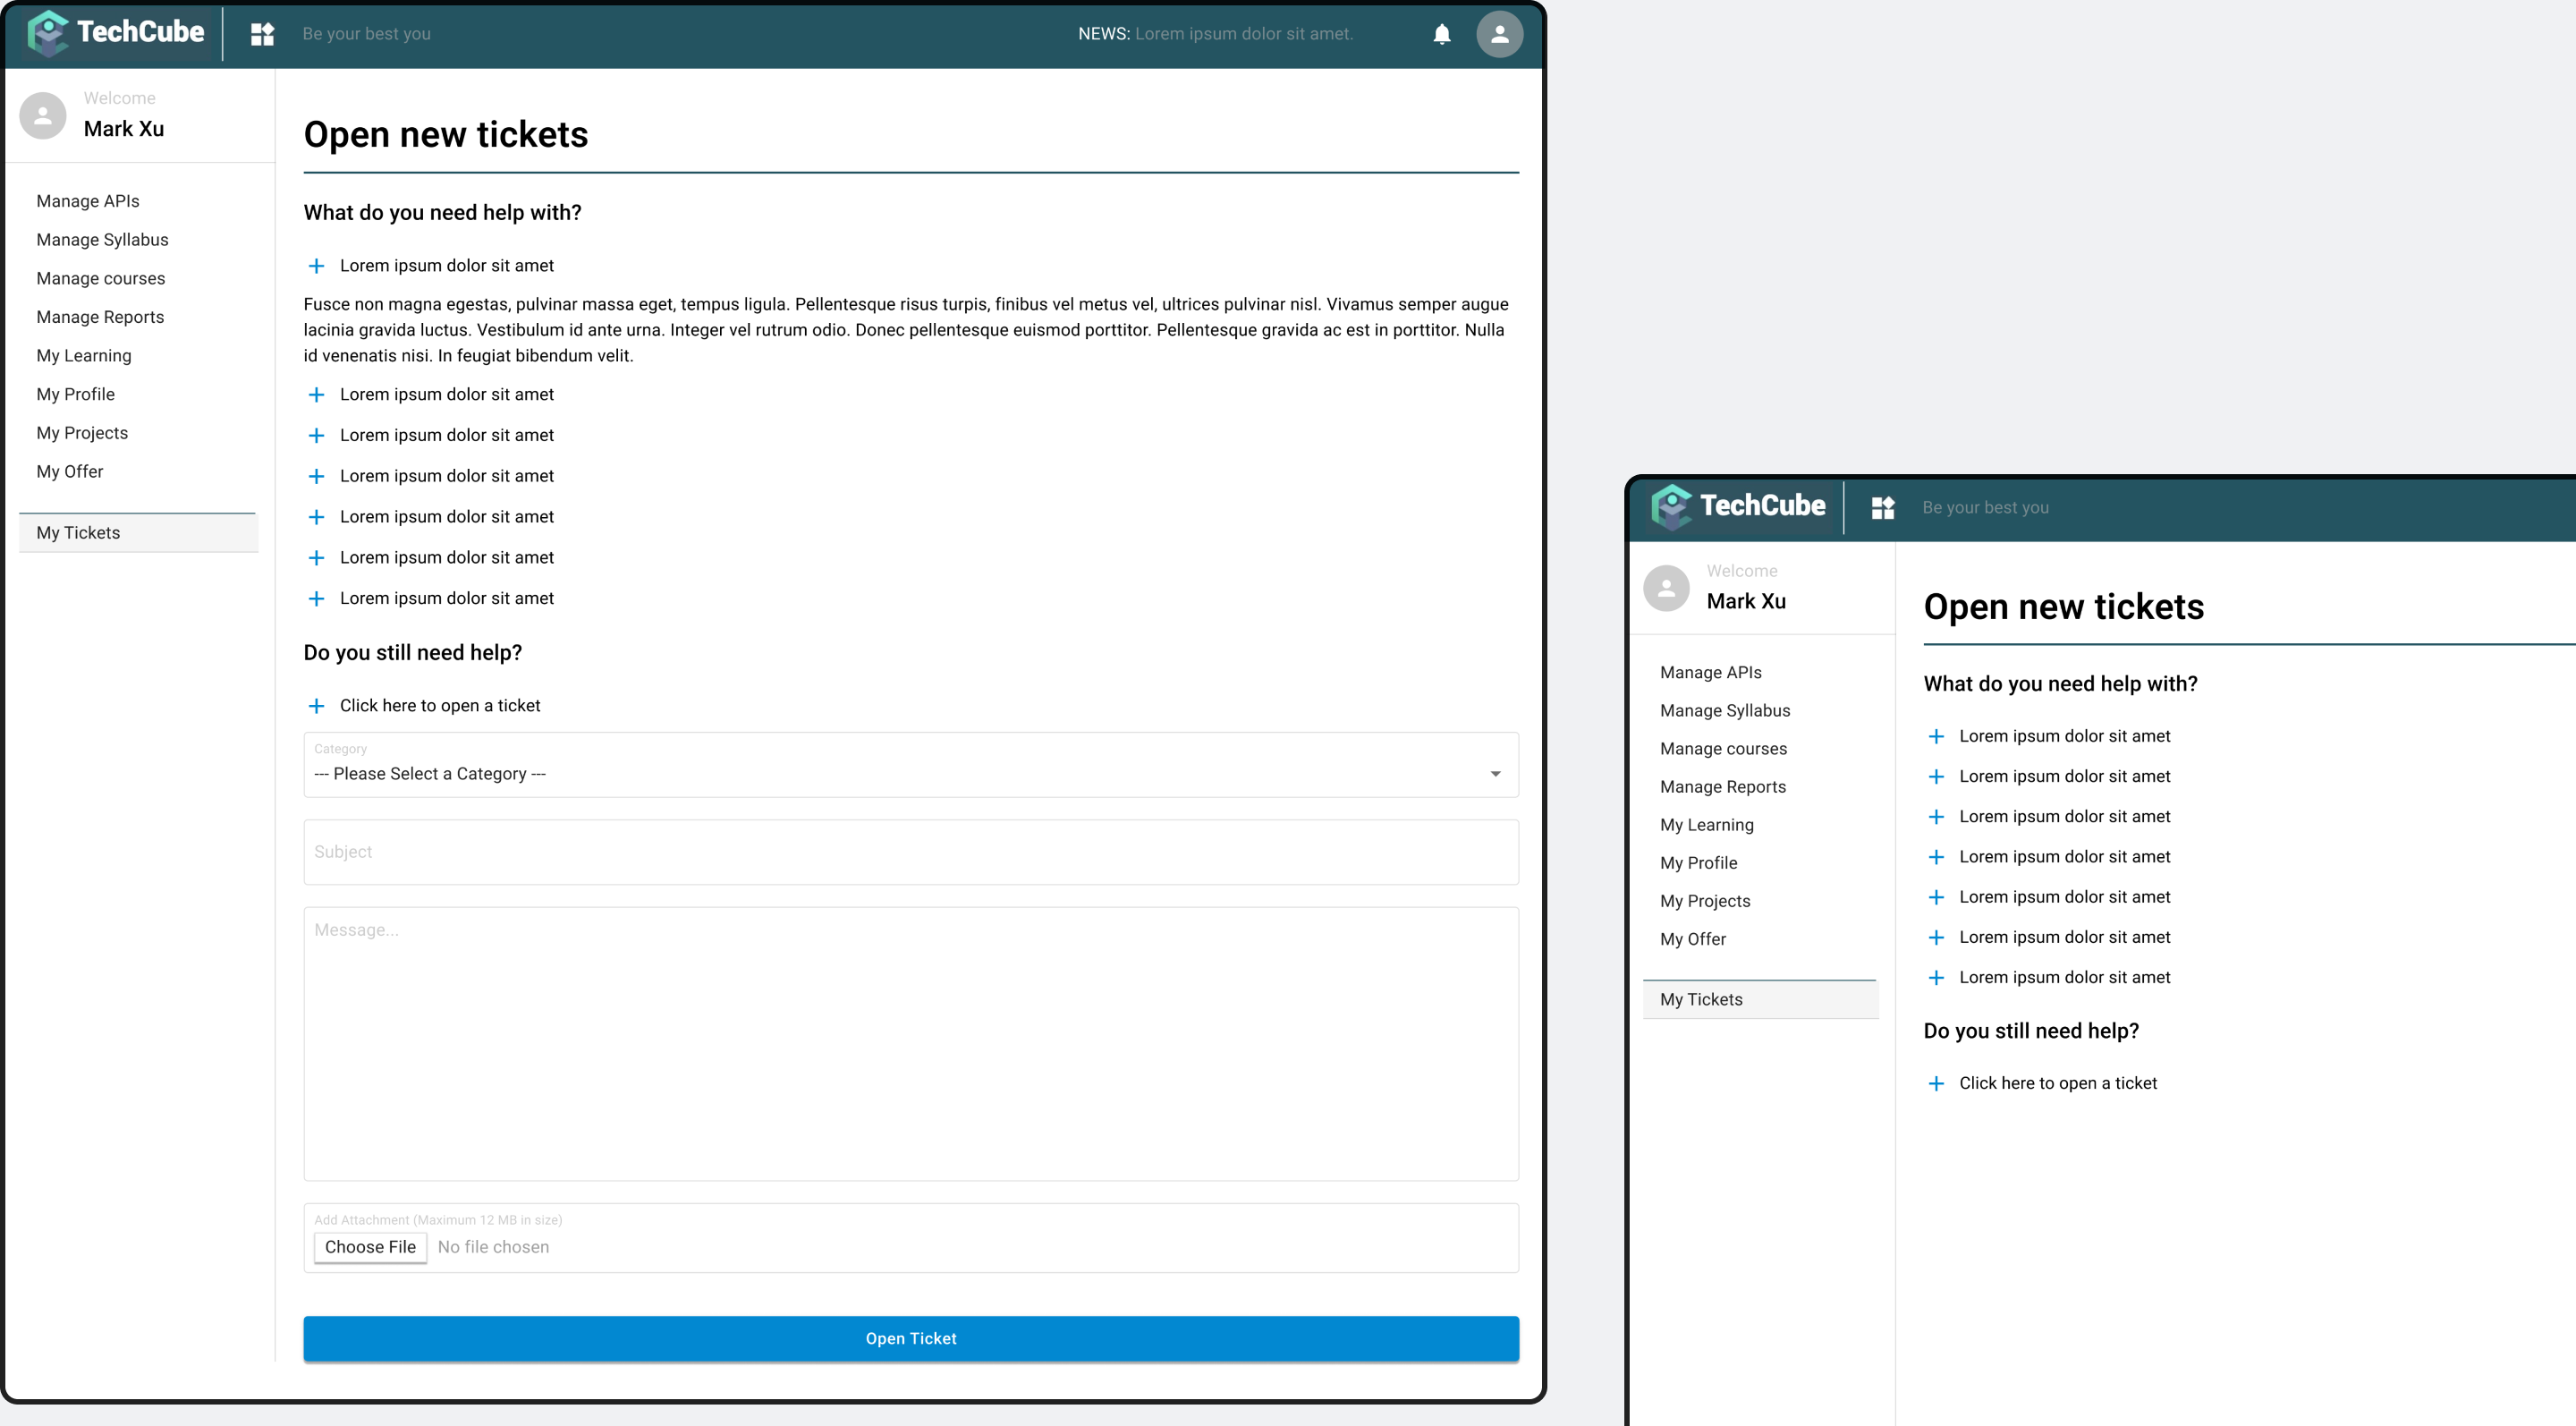 TechCube
Be your best you
NEWS: Lorem ipsum dolor sit amet.
Welcome
Mark Xu
Manage APIs
Manage Syllabus
Manage courses
Manage Reports
My Learning
My Profile
My Projects
My Offer
My Tickets
Open new tickets
What do you need help with?
Lorem ipsum dolor sit amet
Fusce non magna egestas, pulvinar massa eget, tempus ligula. Pellentesque risus turpis, finibus vel metus vel, ultrices pulvinar nisl. Vivamus semper augue
lacinia gravida luctus. Vestibulum id ante urna. Integer vel rutrum odio. Donec pellentesque euismod porttitor. Pellentesque gravida ac est in porttitor. Nulla
id venenatis nisi. In feugiat bibendum velit.
Lorem ipsum dolor sit amet
Lorem ipsum dolor sit amet
Lorem ipsum dolor sit amet
Lorem ipsum dolor sit amet
Lorem ipsum dolor sit amet
Lorem ipsum dolor sit amet
Do you still need help?
Click here to open a ticket
Category
--- Please Select a Category ---
Subject
Message...
Add Attachment (Maximum 12 MB in size)
Choose File No file chosen
Open Ticket
TechCube
Be your best you
Welcome
Mark Xu
Manage APIs
Manage Syllabus
Manage courses
Manage Reports
My Learning
My Profile
My Projects
My Offer
My Tickets
Open new tickets
What do you need help with?
Lorem ipsum dolor sit amet
Lorem ipsum dolor sit amet
Lorem ipsum dolor sit amet
Lorem ipsum dolor sit amet
Lorem ipsum dolor sit amet
Lorem ipsum dolor sit amet
Lorem ipsum dolor sit amet
Do you still need help?
Click here to open a ticket